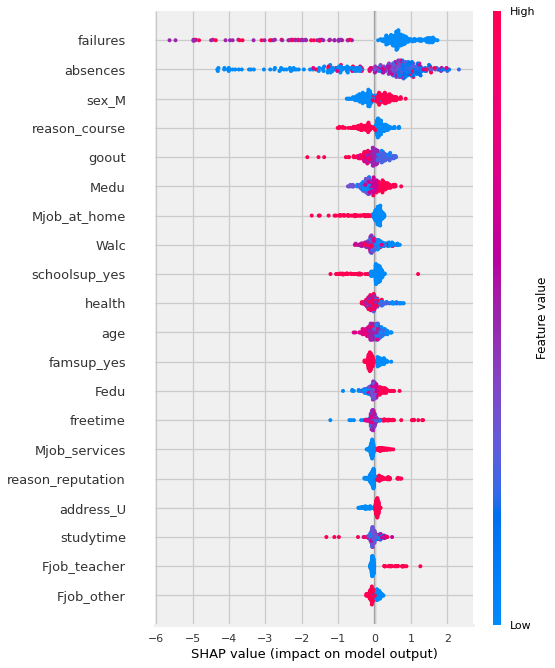 High
failures
absences
sex_M
reason_course
goout
Medu
Mjob_at_home
Walc
schoolsup_yes
health
age
famsup_yes
Fedu
freetime
Mjob_services
reason_reputation
address_U
studytime
Fjob_teacher
Fjob_other
Feature value
Low
−6 −5 −4 −3 −2 −1 0 1 2
SHAP value (impact on model output)